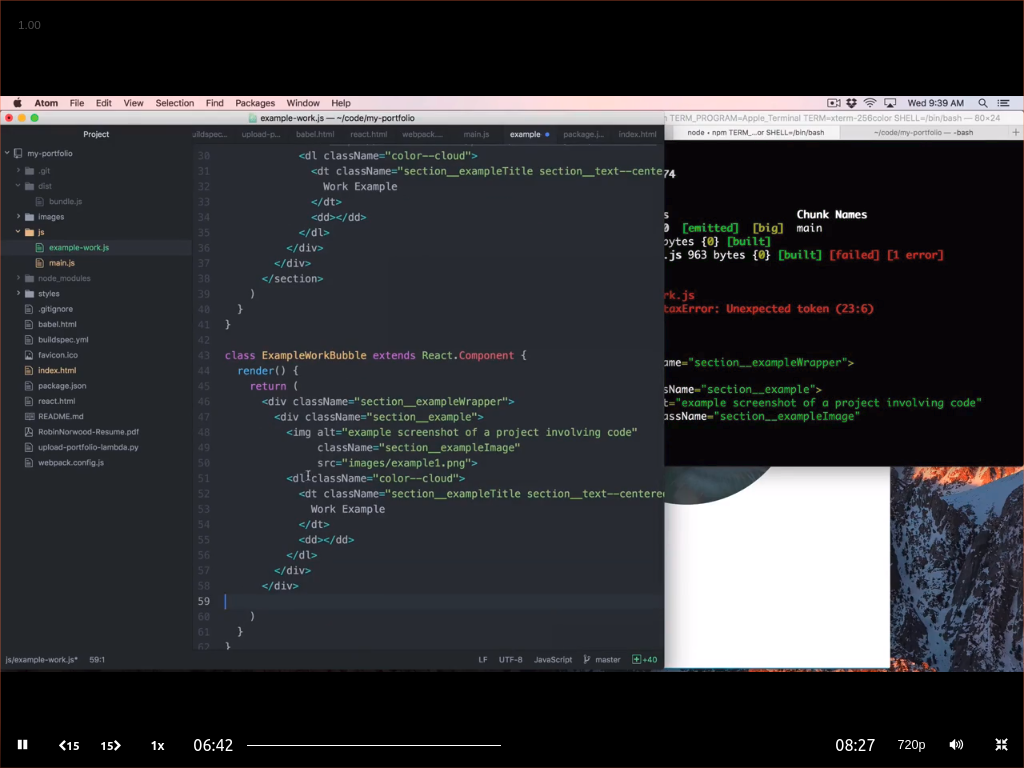 1.00
Atom File Edit View Selection Find Packages Window Help Wed 9:39 AM
example-work.js — ~/code/my-portfolio
TERM_PROGRAM=Apple_Terminal TERM=xterm-256color SHELL=/bin/bash — 80×24
node • npm TERM_...or SHELL=/bin/bash ~/code/my-portfolio — -bash +
Project
uildspec... upload-p... babel.html react.html webpack.... main.js example package.j... index.html
my-portfolio
.git
dist
bundle.js
images
js
example-work.js
main.js
node_modules
styles
.gitignore
babel.html
buildspec.yml
favicon.ico
index.html
package.json
react.html
README.md
RobinNorwood-Resume.pdf
upload-portfolio-lambda.py
webpack.config.js
30 <dl className="color--cloud">
31 <dt className="section__exampleTitle section__text--cente
32 Work Example
33 </dt>
34 <dd></dd>
35 </dl>
36 </div>
37 </div>
38 </section>
39 )
40 }
41 }
42
43 class ExampleWorkBubble extends React.Component {
44 render() {
45 return (
46 <div className="section__exampleWrapper">
47 <div className="section__example">
48 <img alt="example screenshot of a project involving code"
49 className="section__exampleImage"
50 src="images/example1.png">
51 <dl className="color--cloud">
52 <dt className="section__exampleTitle section__text--centered
53 Work Example
54 </dt>
55 <dd></dd>
56 </dl>
57 </div>
58 </div>
59
60 )
61 }
62 }
74
s Chunk Names
0 [emitted] [big] main
bytes {0} [built]
.js 963 bytes {0} [built] [failed] [1 error]
rk.js
taxError: Unexpected token (23:6)
ame="section__exampleWrapper">
sName="section__example">
t="example screenshot of a project involving code"
assName="section__exampleImage"
js/example-work.js* 59:1 LF UTF-8 JavaScript master +40
15 15 1x 06:42 08:27 720p